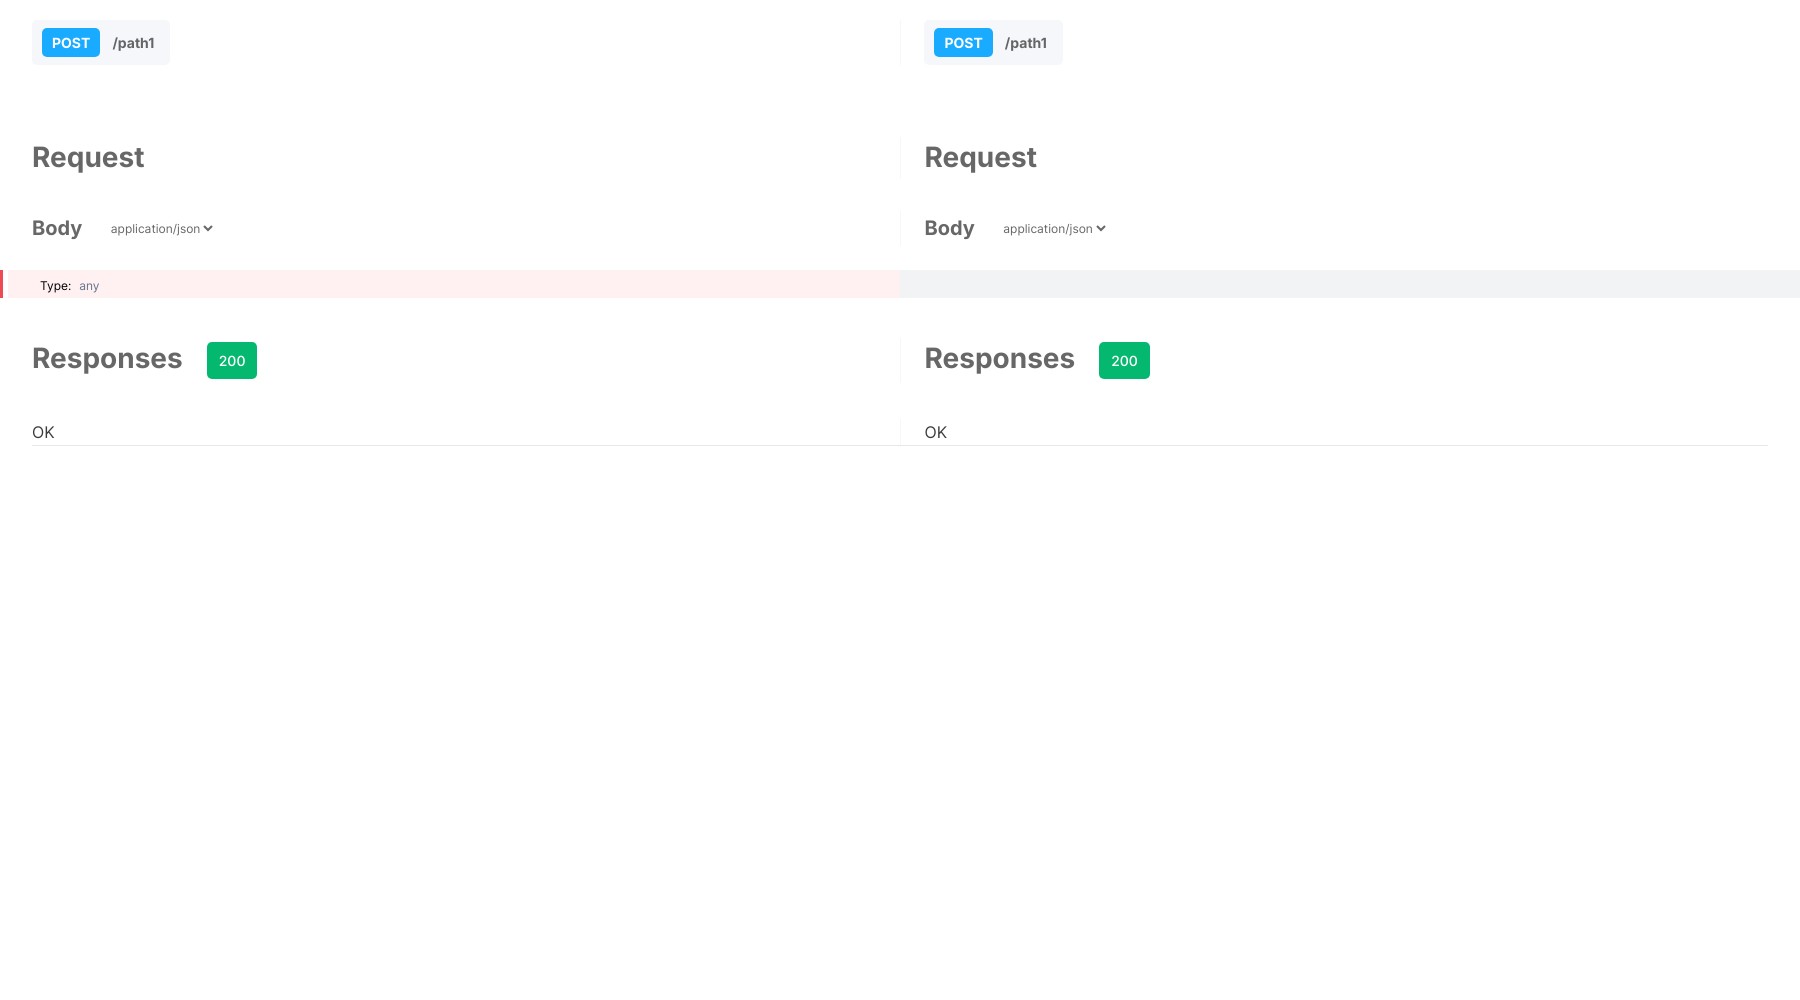 POST /path1 POST /path1
Request Request
Body application/json Body application/json
Type: any
Responses 200 Responses 200
OK OK